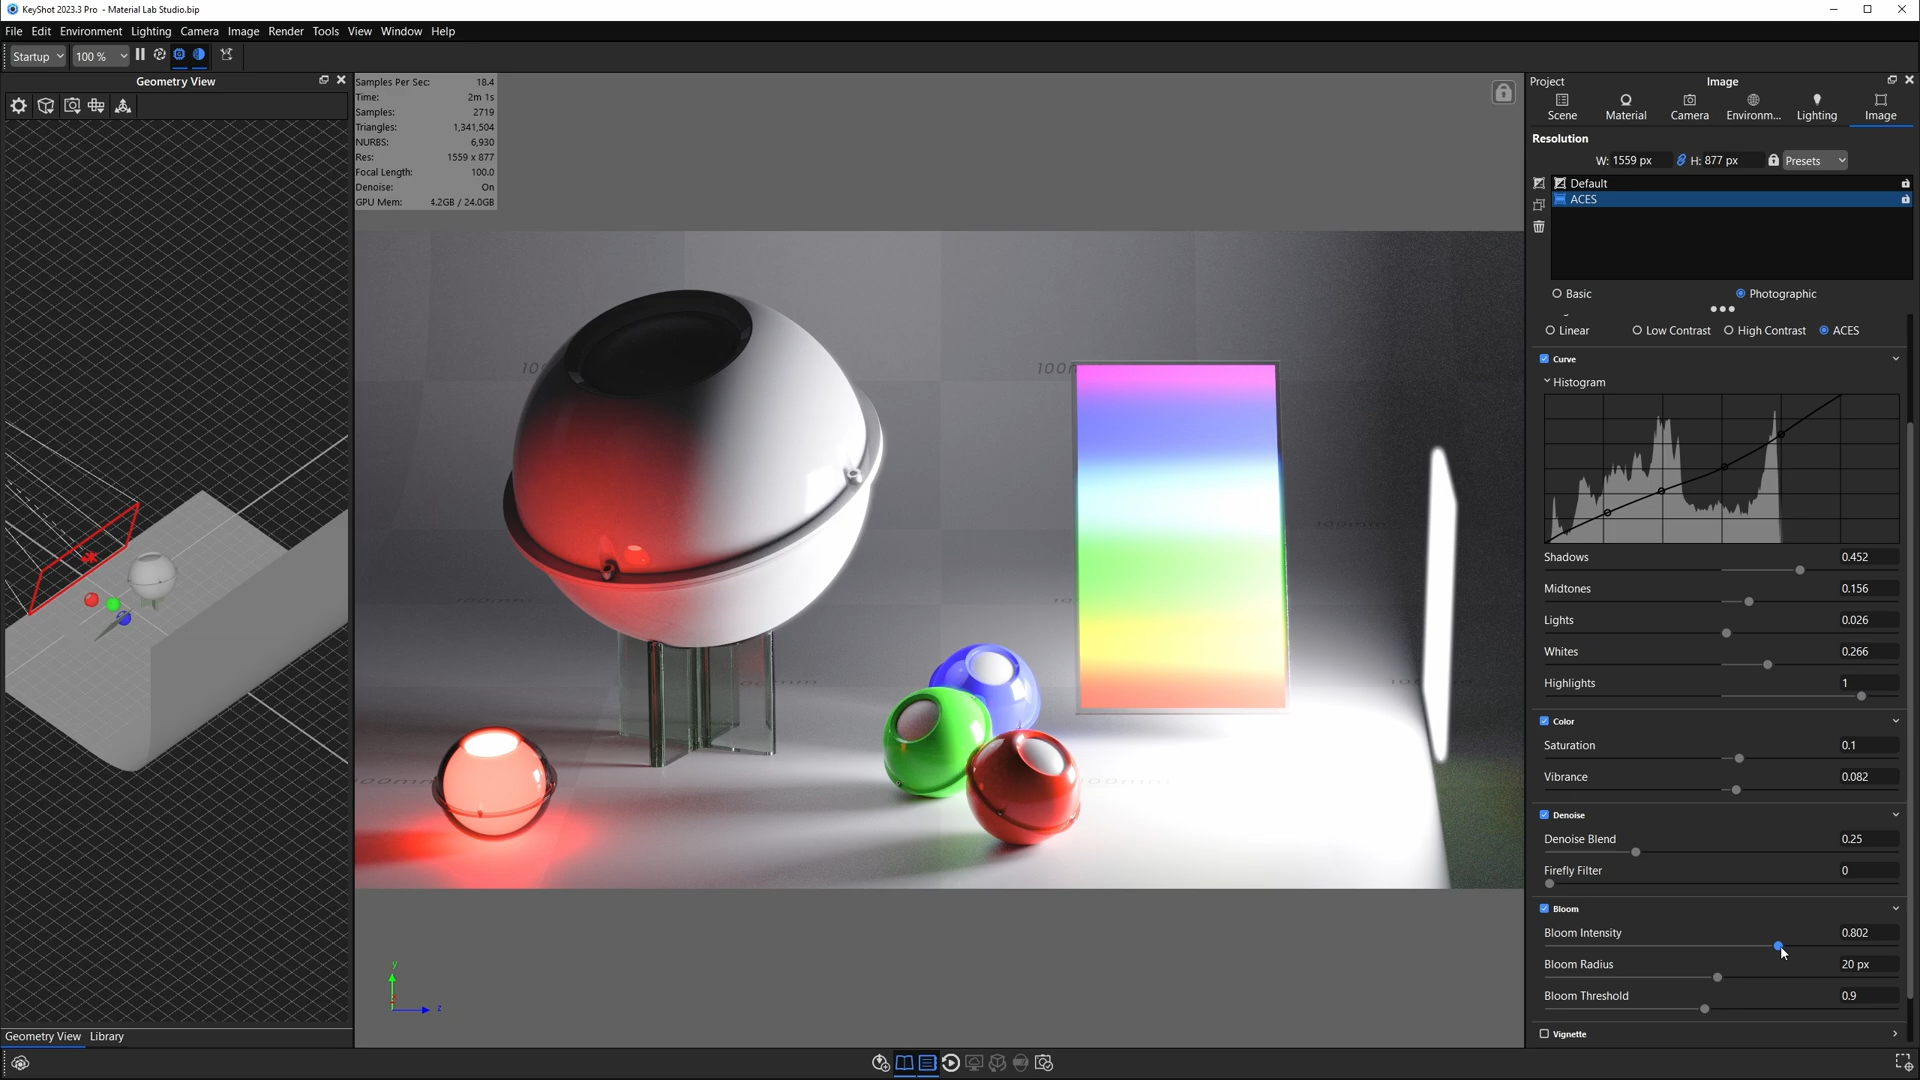 KeyShot 2023.3 Pro - Material Lab Studio.bip
File Edit Environment Lighting Camera Image Render Tools View Window Help
Startup 100 %
Geometry View
Samples Per Sec: 18.4
Time: 2m 1s
Samples: 2719
Triangles: 1,341,504
NURBS: 6,930
Res: 1559 x 877
Focal Length: 100.0
Denoise: On
GPU Mem: 4.2GB / 24.0GB
Project Image
Scene Material Camera Environm... Lighting Image
Resolution
W: 1559 px H: 877 px Presets
Default
ACES
Basic Photographic
Linear Low Contrast High Contrast ACES
Curve
Histogram
Shadows 0.452
Midtones 0.156
Lights 0.026
Whites 0.266
Highlights 1
Color
Saturation 0.1
Vibrance 0.082
Denoise
Denoise Blend 0.25
Firefly Filter 0
Bloom
Bloom Intensity 0.802
Bloom Radius 20 px
Bloom Threshold 0.9
Vignette
100mm
100mm
100mm
y
z
Geometry View Library